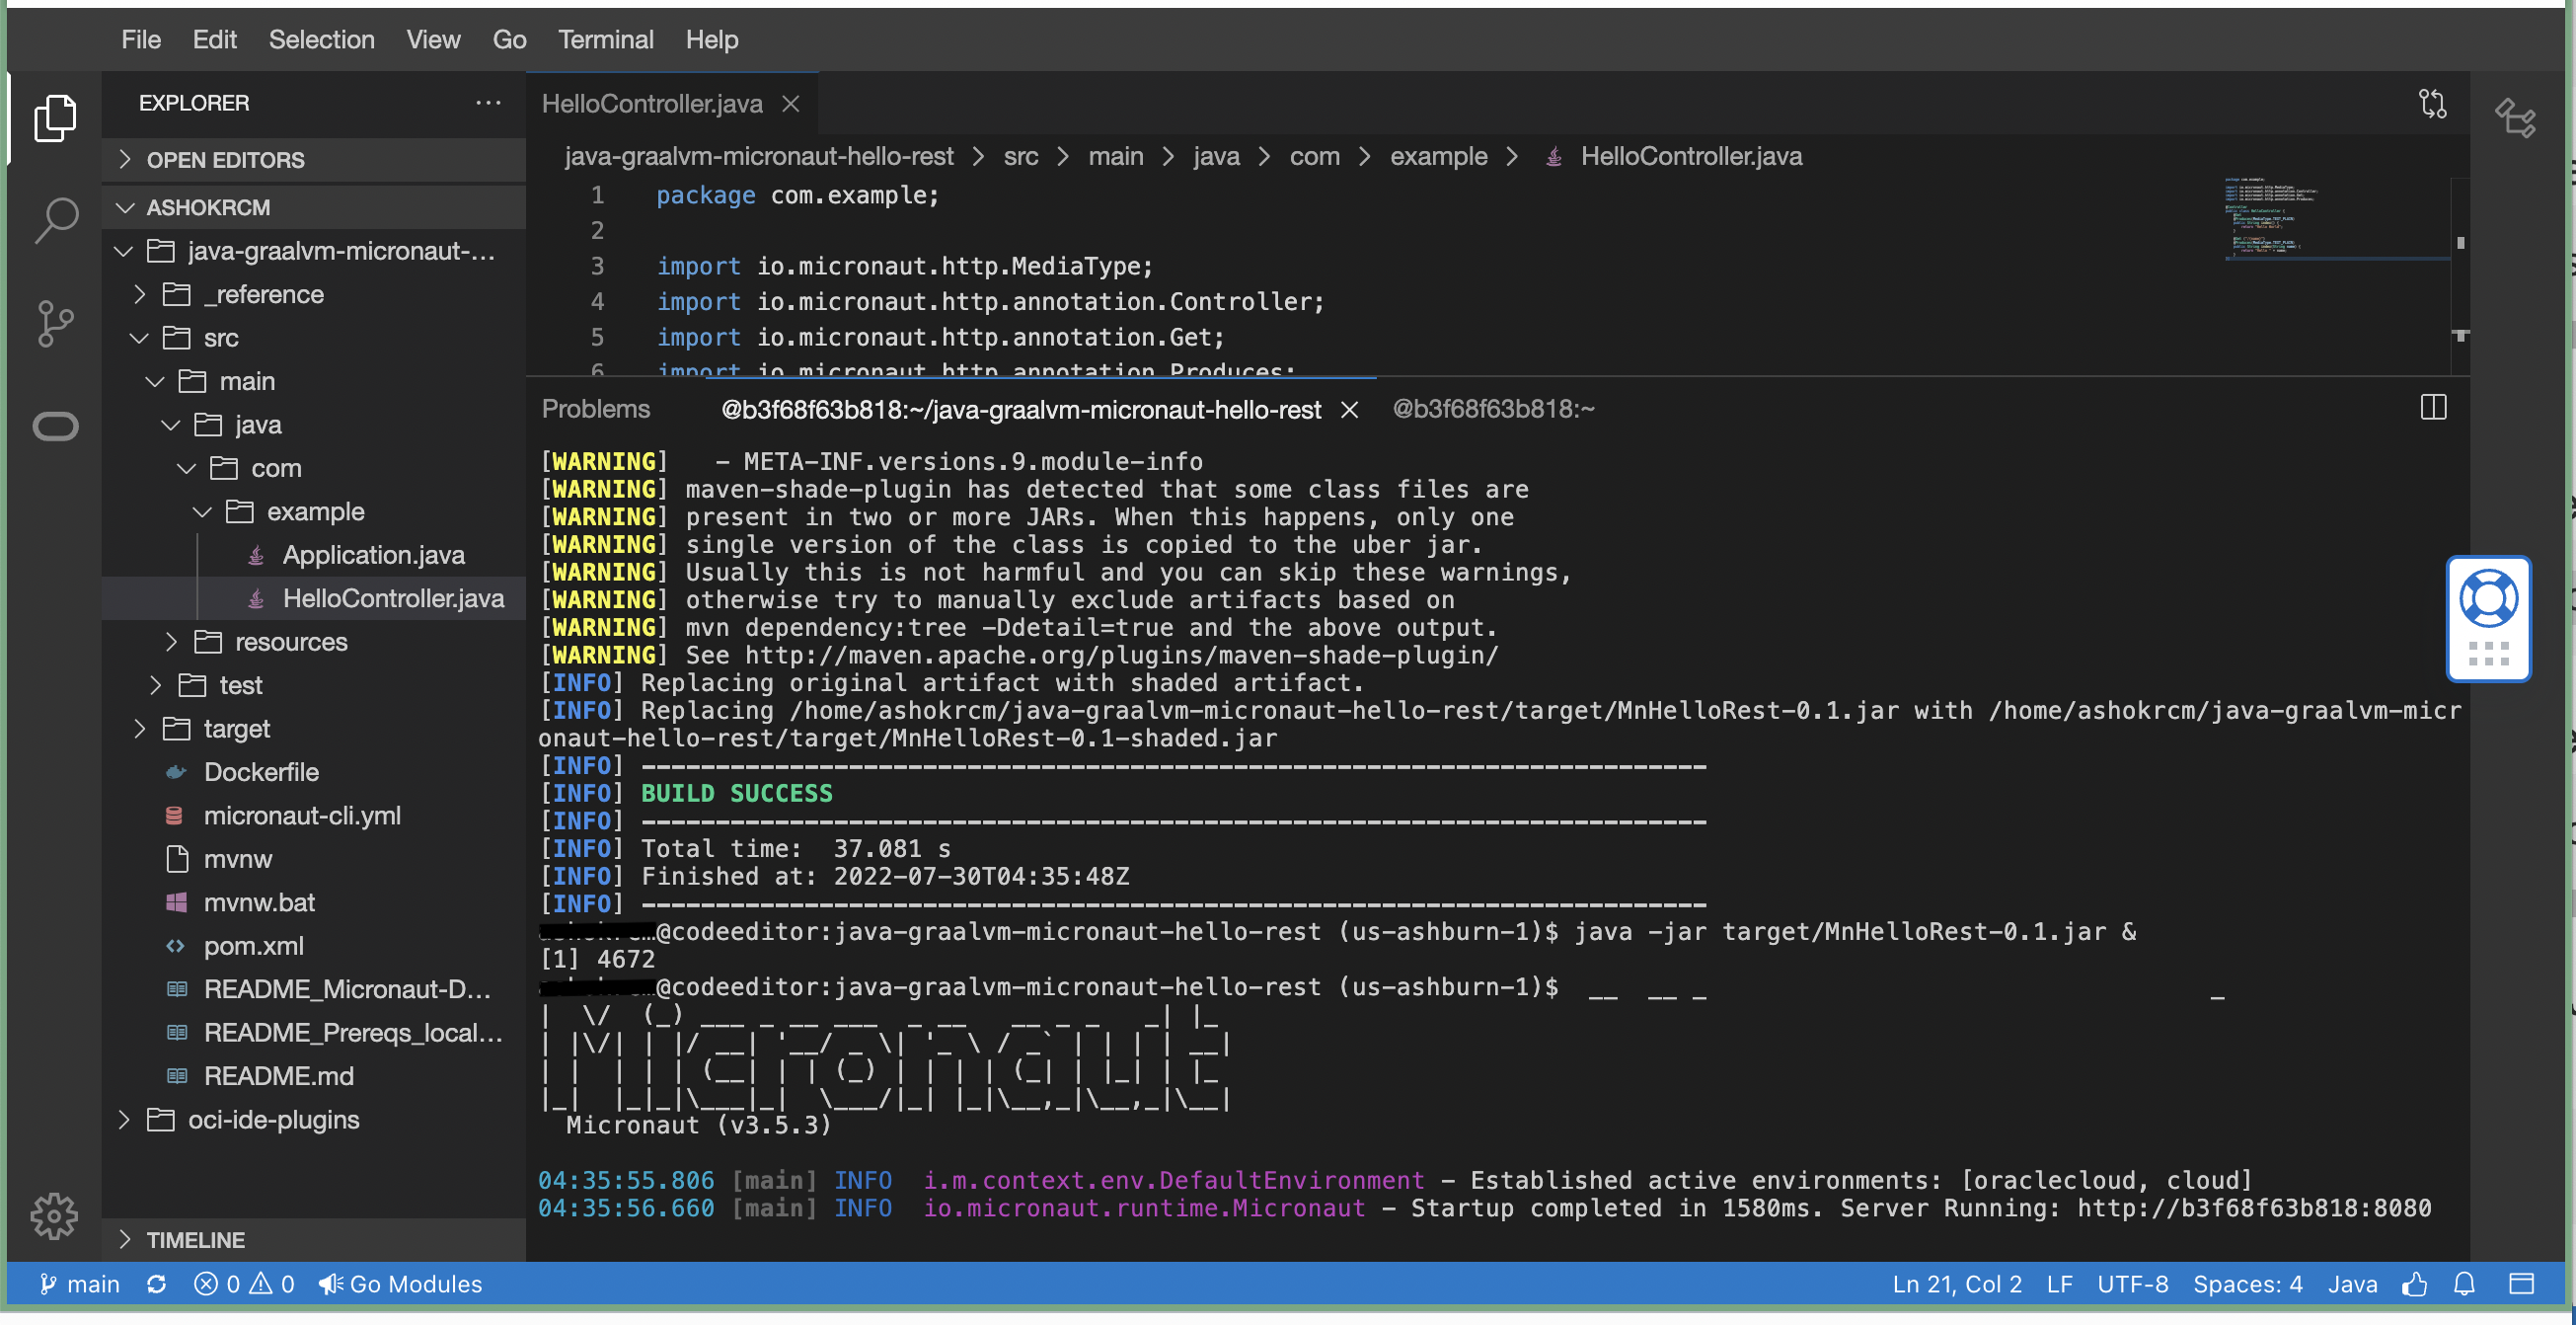 File Edit Selection View Go Terminal Help
EXPLORER ...
OPEN EDITORS
ASHOKRCM
java-graalvm-micronaut-...
_reference
src
main
java
com
example
Application.java
HelloController.java
resources
test
target
Dockerfile
micronaut-cli.yml
mvnw
mvnw.bat
pom.xml
README_Micronaut-D...
README_Prereqs_local...
README.md
oci-ide-plugins
TIMELINE
HelloController.java
java-graalvm-micronaut-hello-rest > src > main > java > com > example > HelloController.java
1 package com.example;
2
3 import io.micronaut.http.MediaType;
4 import io.micronaut.http.annotation.Controller;
5 import io.micronaut.http.annotation.Get;
6 import io.micronaut.http.annotation.Produces;
Problems @b3f68f63b818:~/java-graalvm-micronaut-hello-rest @b3f68f63b818:~
[WARNING]   - META-INF.versions.9.module-info
[WARNING] maven-shade-plugin has detected that some class files are
[WARNING] present in two or more JARs. When this happens, only one
[WARNING] single version of the class is copied to the uber jar.
[WARNING] Usually this is not harmful and you can skip these warnings,
[WARNING] otherwise try to manually exclude artifacts based on
[WARNING] mvn dependency:tree -Ddetail=true and the above output.
[WARNING] See http://maven.apache.org/plugins/maven-shade-plugin/
[INFO] Replacing original artifact with shaded artifact.
[INFO] Replacing /home/ashokrcm/java-graalvm-micronaut-hello-rest/target/MnHelloRest-0.1.jar with /home/ashokrcm/java-graalvm-micr
onaut-hello-rest/target/MnHelloRest-0.1-shaded.jar
[INFO] ------------------------------------------------------------------------
[INFO] BUILD SUCCESS
[INFO] ------------------------------------------------------------------------
[INFO] Total time:  37.081 s
[INFO] Finished at: 2022-07-30T04:35:48Z
[INFO] ------------------------------------------------------------------------
@codeeditor:java-graalvm-micronaut-hello-rest (us-ashburn-1)$ java -jar target/MnHelloRest-0.1.jar &
[1] 4672
@codeeditor:java-graalvm-micronaut-hello-rest (us-ashburn-1)$
Micronaut
Micronaut (v3.5.3)
04:35:55.806 [main] INFO  i.m.context.env.DefaultEnvironment - Established active environments: [oraclecloud, cloud]
04:35:56.660 [main] INFO  io.micronaut.runtime.Micronaut - Startup completed in 1580ms. Server Running: http://b3f68f63b818:8080
main 0 0 Go Modules Ln 21, Col 2 LF UTF-8 Spaces: 4 Java